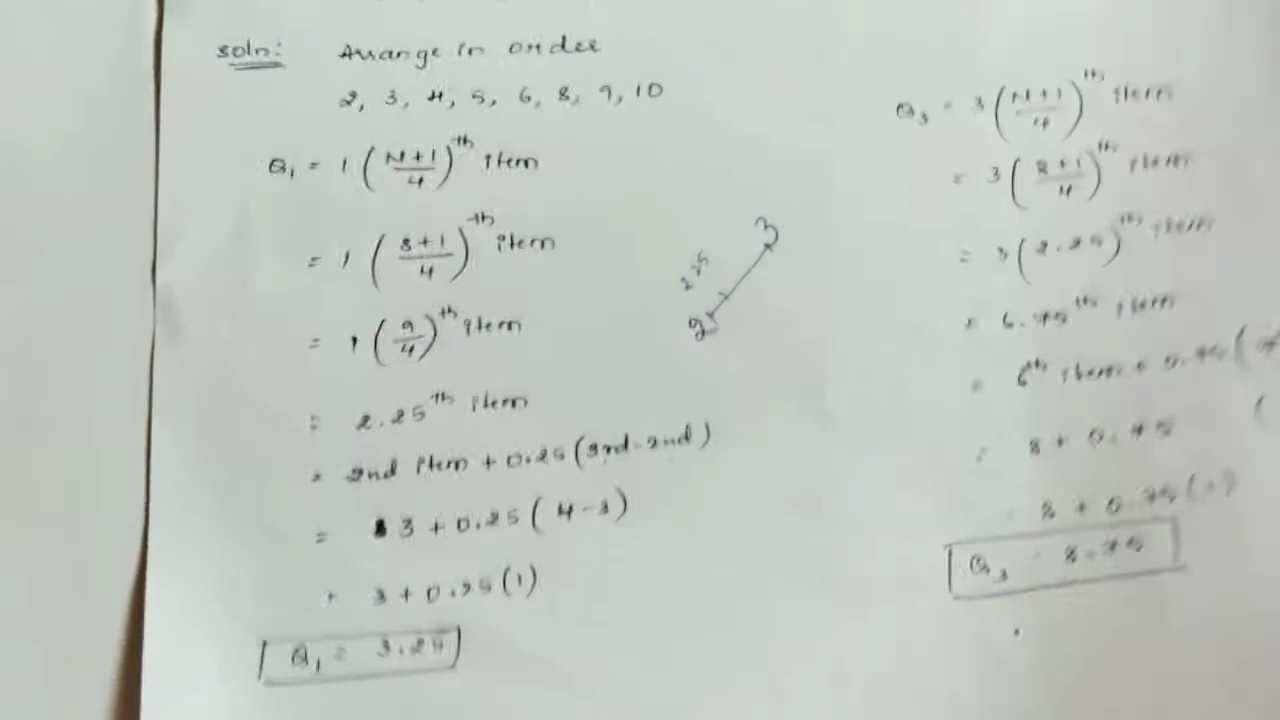 Soln: Arrange in order
2, 3, 4, 5, 6, 8, 9, 10
Q₁ = 1 (N+1/4)ᵗʰ item
= 1 (8+1/4)ᵗʰ item
= 1 (9/4)ᵗʰ item
= 2.25ᵗʰ item
= 2nd item + 0.25 (3rd-2nd)
= 3 + 0.25 (4-3)
= 3 + 0.25 (1)
Q₁ = 3.25
2.25
3
2
Q₃ = 3 (N+1/4)ᵗʰ item
= 3 (8+1/4)ᵗʰ item
= 3 (2.25)ᵗʰ item
= 6.75ᵗʰ item
= 6ᵗʰ item + 0.75 (
= 8 + 0.75 (
= 8 + 0.75 (1)
Q₃ = 8.75